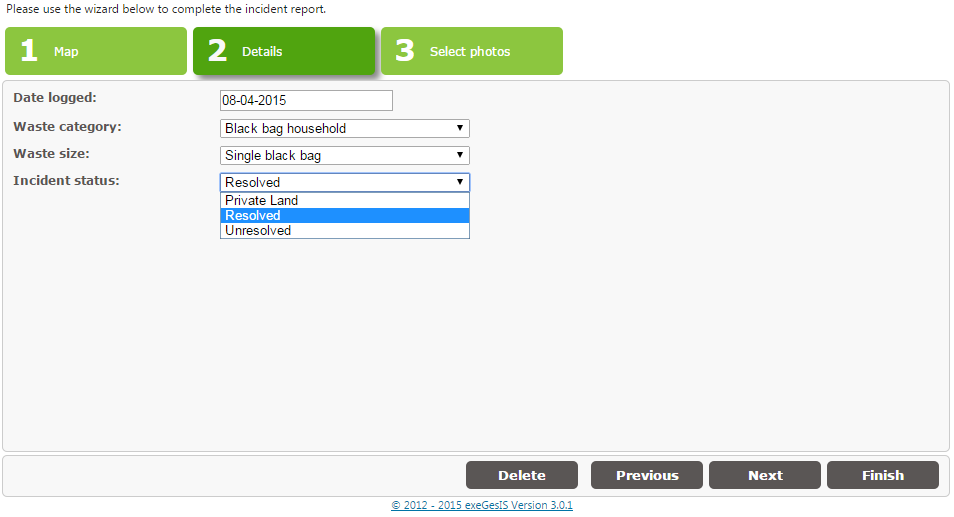 Please use the wizard below to complete the incident report.
1 Map 2 Details 3 Select photos
Date logged: 08-04-2015
Waste category: Black bag household
Waste size: Single black bag
Incident status: Resolved
Private Land
Resolved
Unresolved
Delete Previous Next Finish
© 2012 - 2015 exeGesIS Version 3.0.1